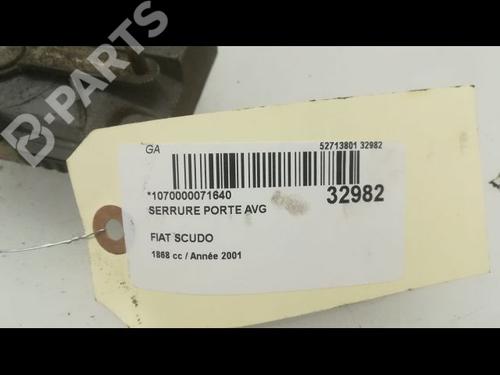 B-PARTS
GA
52713801 32982
*1070000071640
32982
SERRURE PORTE AVG
FIAT SCUDO
1868 cc / Année 2001